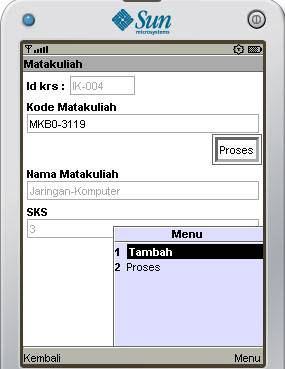 Sun
microsystems
Matakuliah
Id krs : IK-004
Kode Matakuliah
MKB0-3119
Proses
Nama Matakuliah
Jaringan-Komputer
SKS
3
Menu
1 Tambah
2 Proses
Kembali Menu